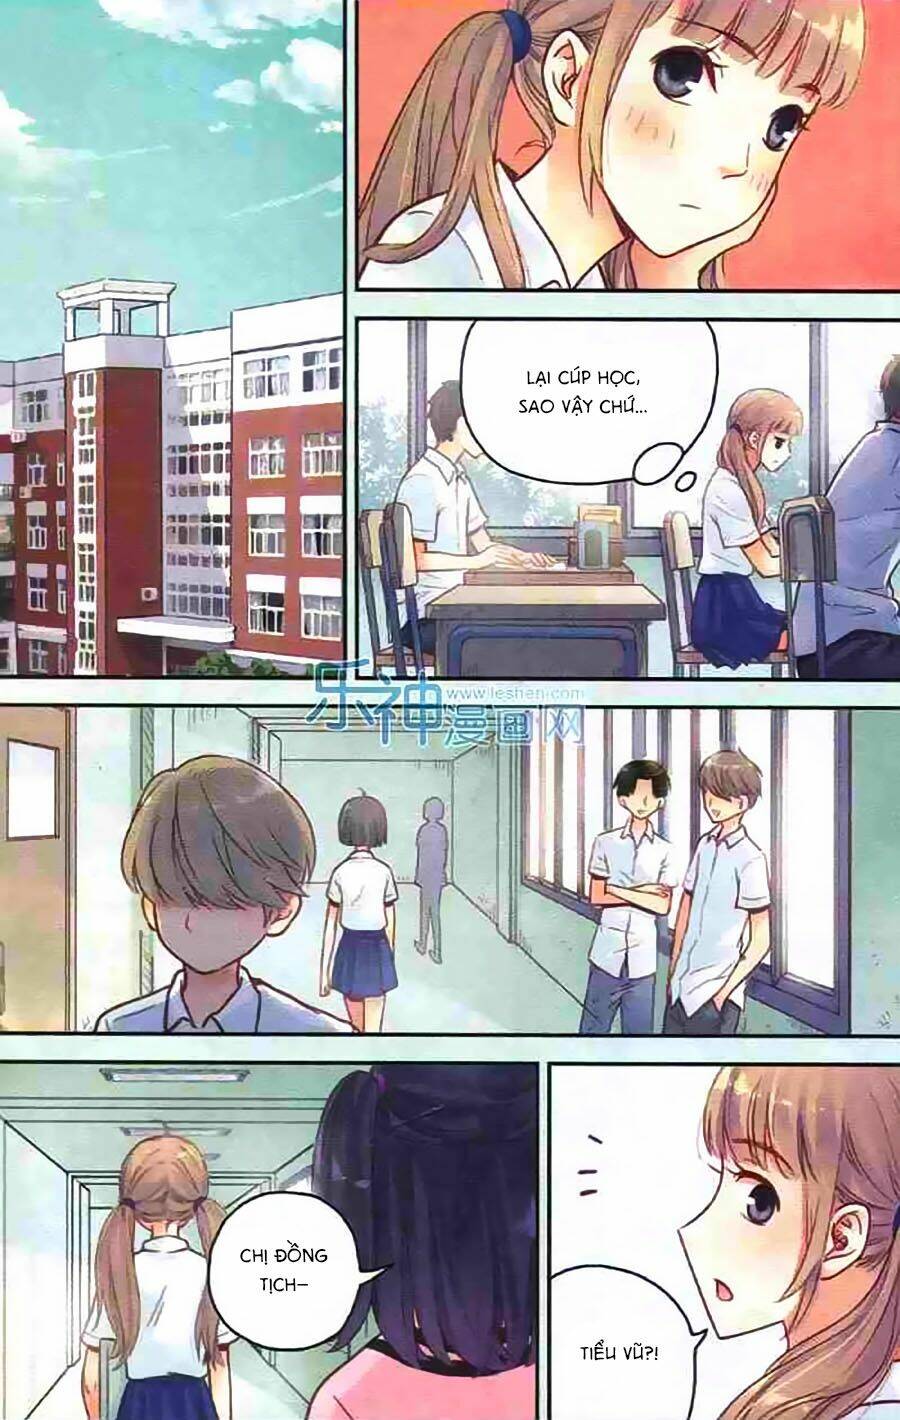 LẠI CÚP HỌC,
SAO VẬY CHỨ...
乐神漫画网
www.leshen.com
CHỊ ĐỒNG
TỊCH–
TIỂU VŨ?!